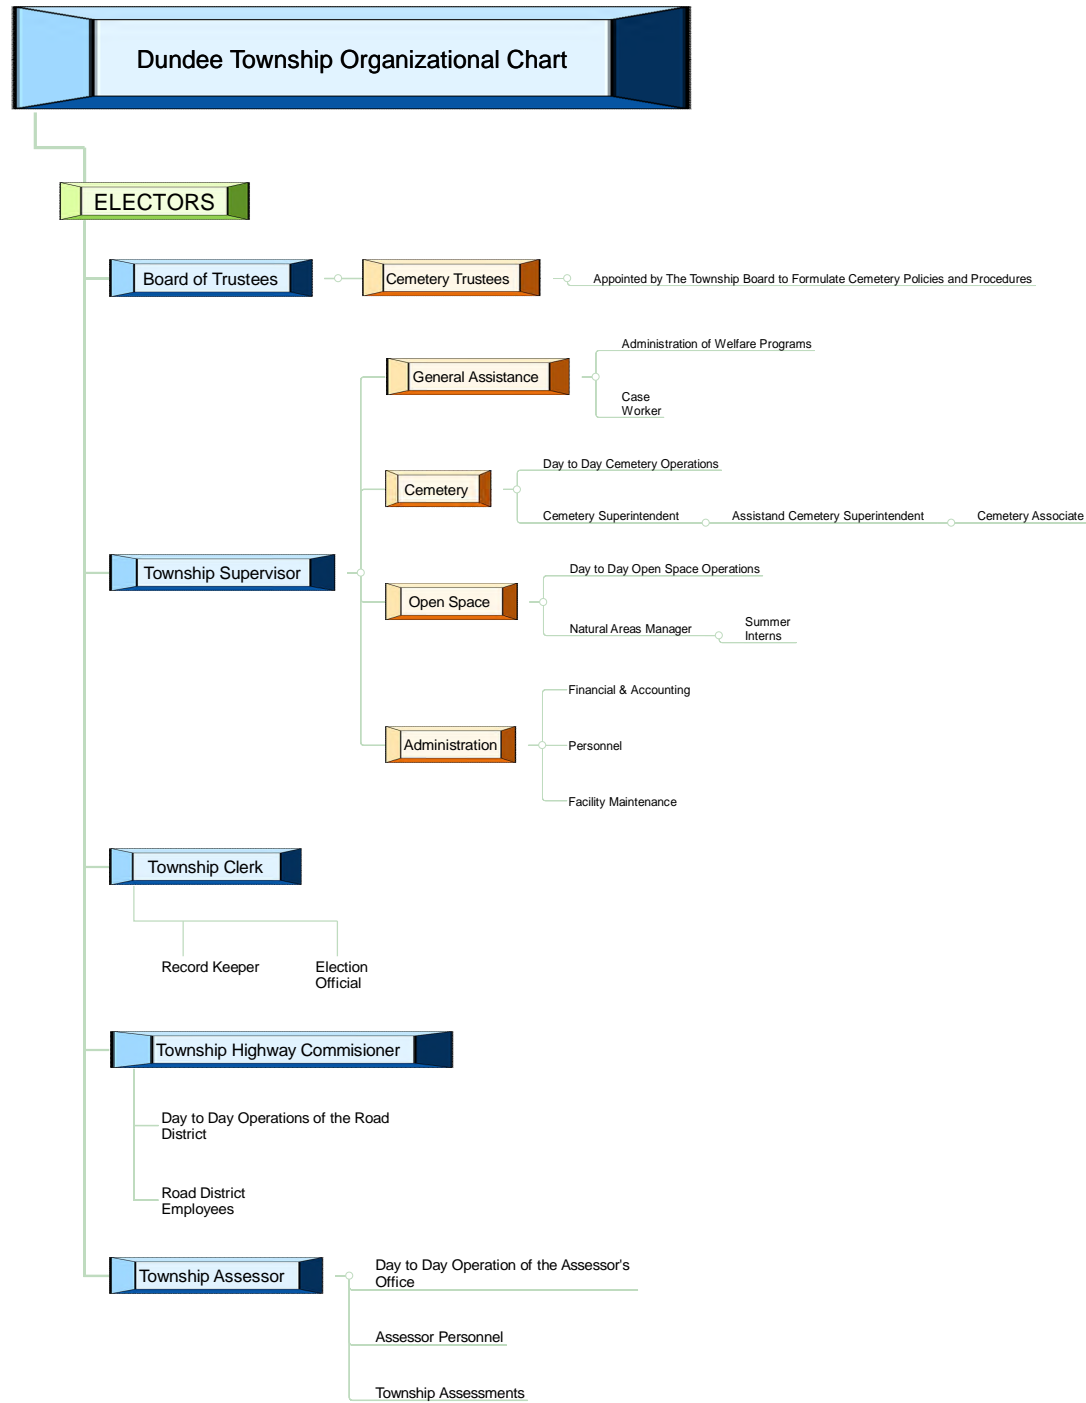 Dundee Township Organizational Chart
ELECTORS
Board of Trustees
Cemetery Trustees
Appointed by The Township Board to Formulate Cemetery Policies and Procedures
Administration of Welfare Programs
General Assistance
Case
Worker
Day to Day Cemetery Operations
Cemetery
Cemetery Superintendent
Assistand Cemetery Superintendent
Cemetery Associate
Township Supervisor
Day to Day Open Space Operations
Open Space
Natural Areas Manager
Summer
Interns
Financial & Accounting
Administration
Personnel
Facility Maintenance
Township Clerk
Record Keeper
Election
Official
Township Highway Commisioner
Day to Day Operations of the Road
District
Road District
Employees
Township Assessor
Day to Day Operation of the Assessor's
Office
Assessor Personnel
Township Assessments